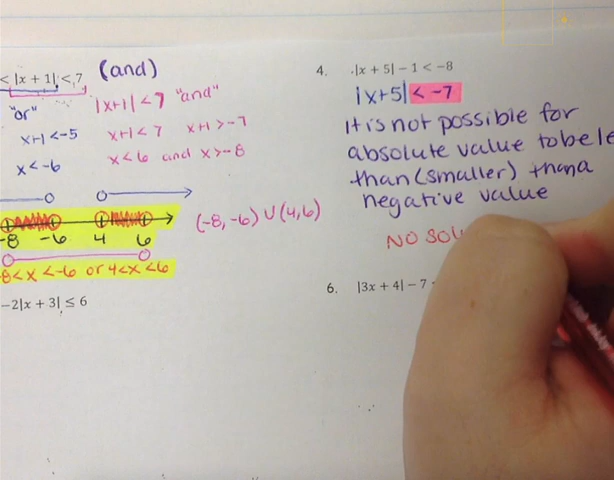 < |x + 1| < 7 (and)
"or"
x+1 < -5
x < -6
|x+1| < 7 "and"
x+1 < 7 x+1 > -7
x < 6 and x > -8
-8 -6 4 6
(-8, -6) ∪ (4, 6)
8 < x < -6 or 4 < x < 6
-2|x + 3| ≤ 6
4. |x + 5| − 1 < −8
|x+5| < -7
It is not possible for
absolute value to be le
than (smaller) than a
negative value
NO SOL
6. |3x + 4| − 7